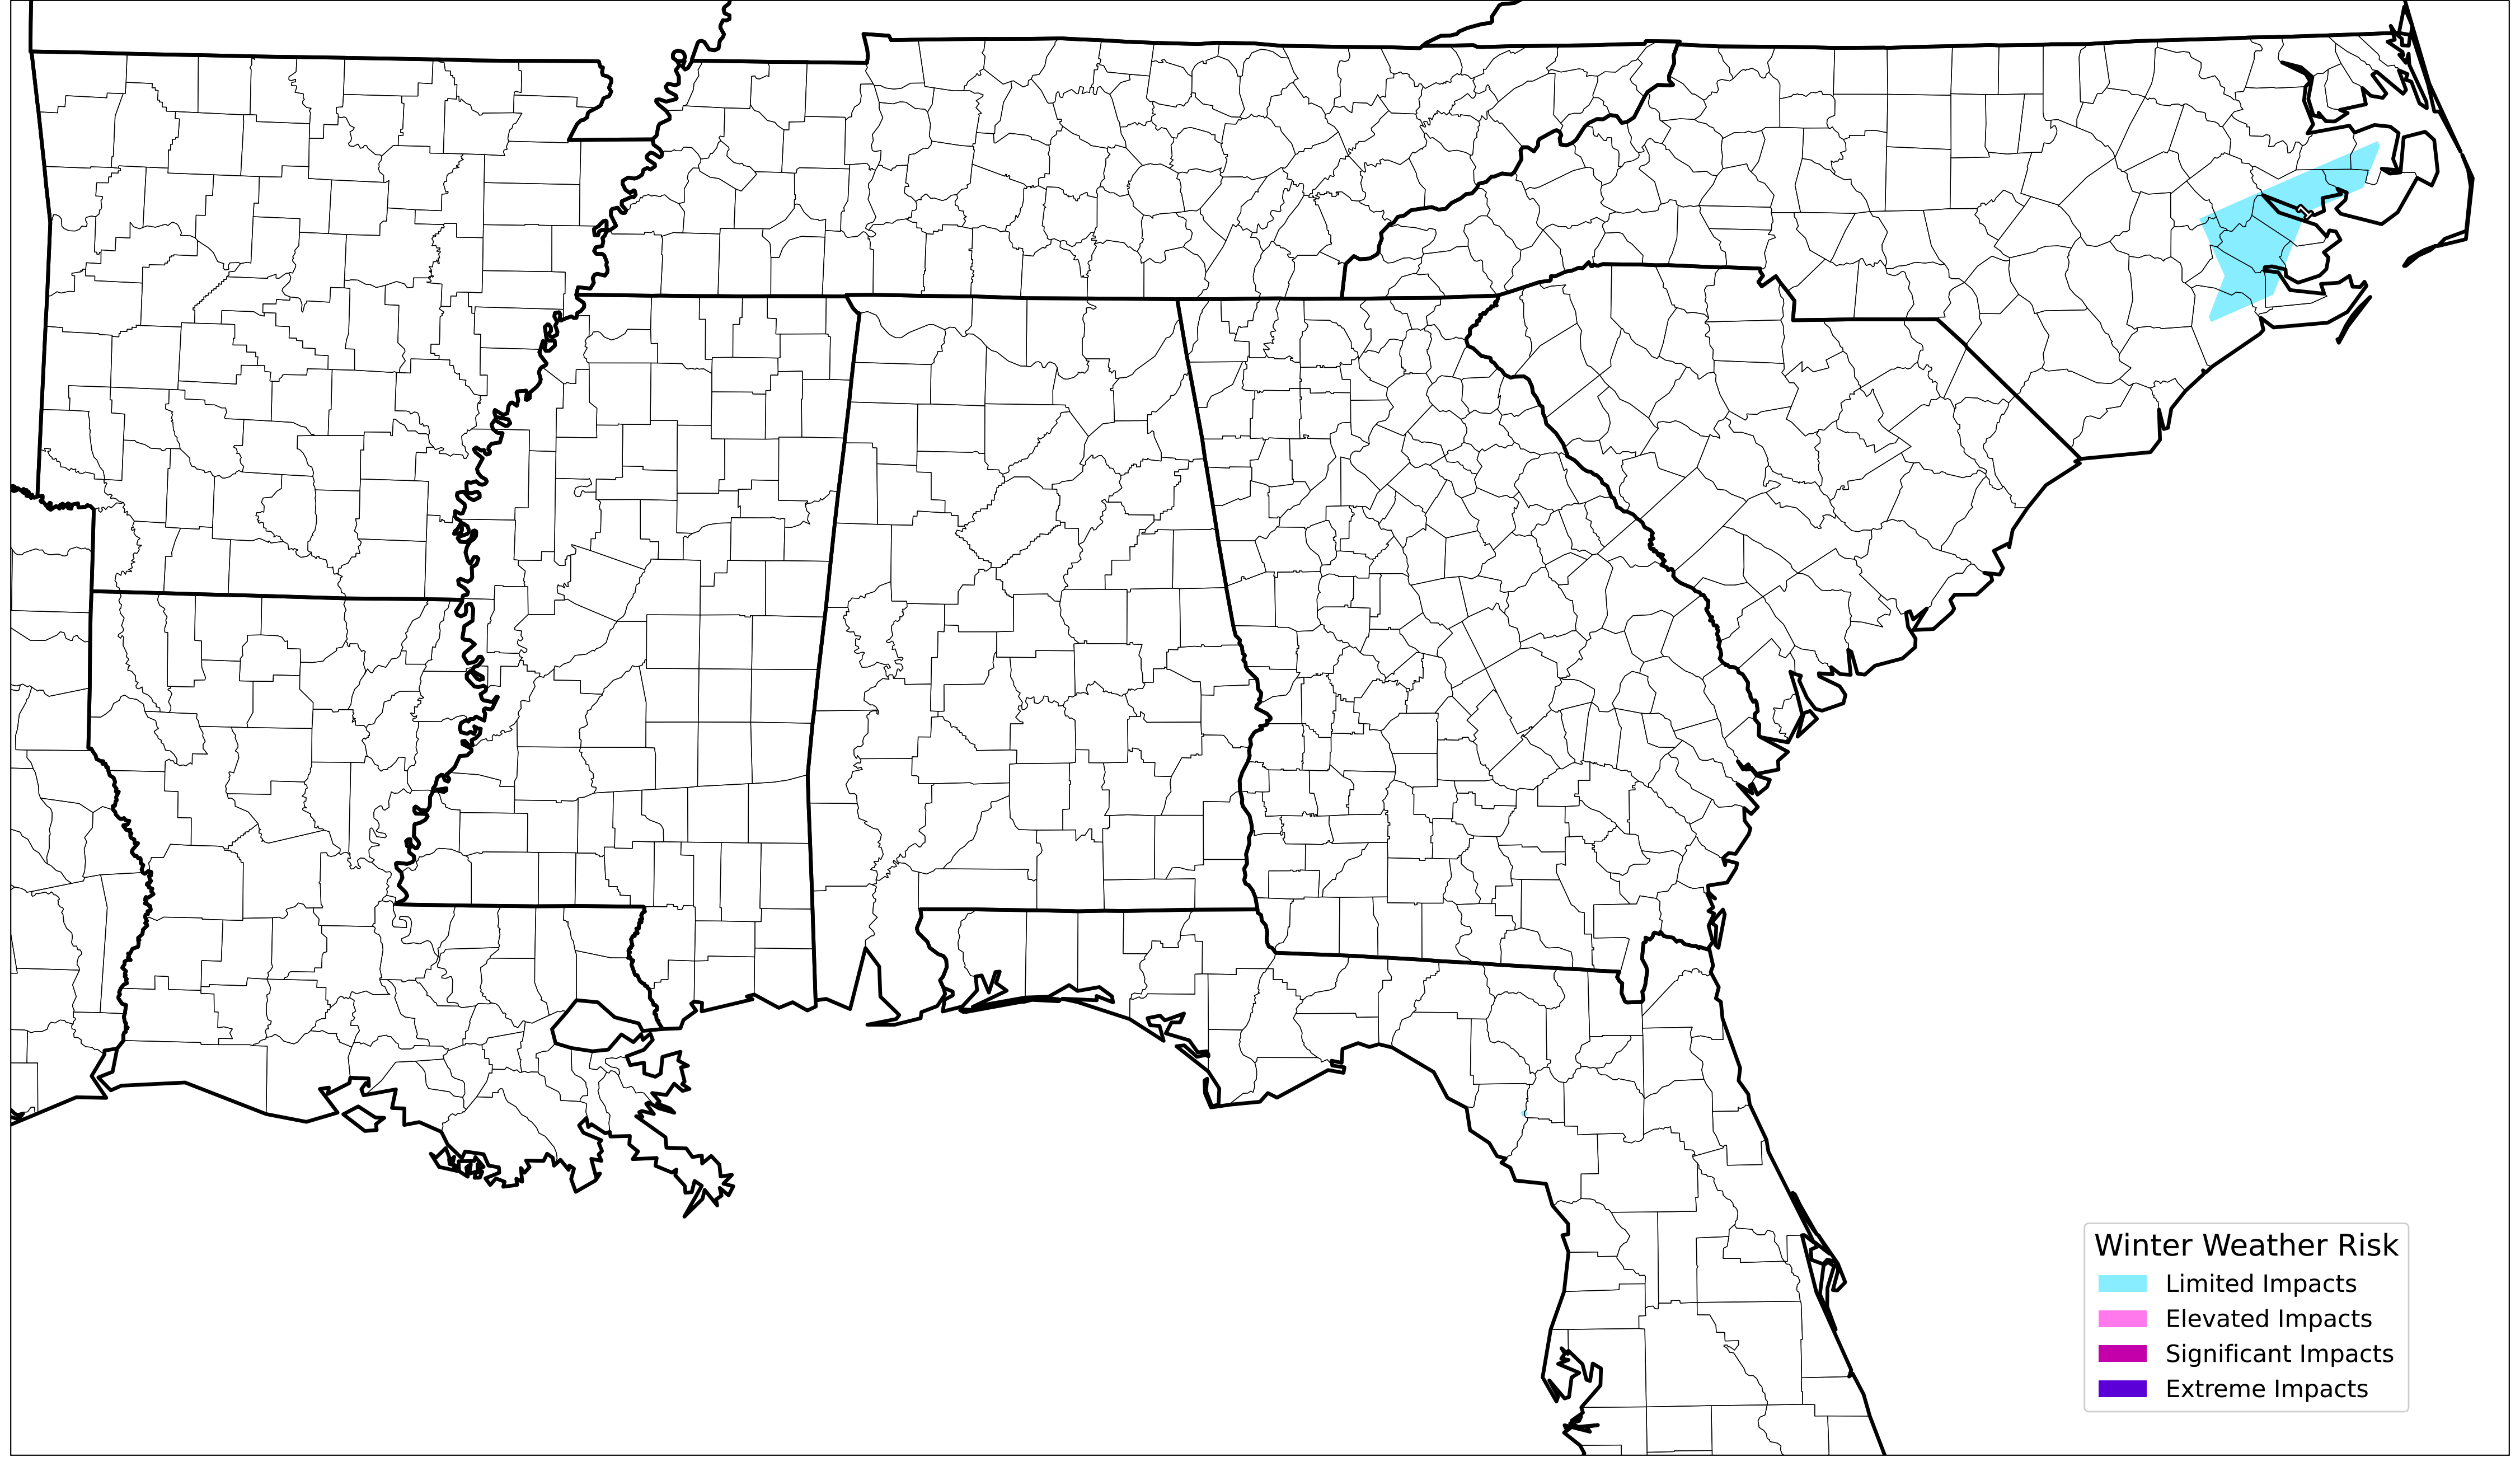 Winter Weather Risk
Limited Impacts
Elevated Impacts
Significant Impacts
Extreme Impacts